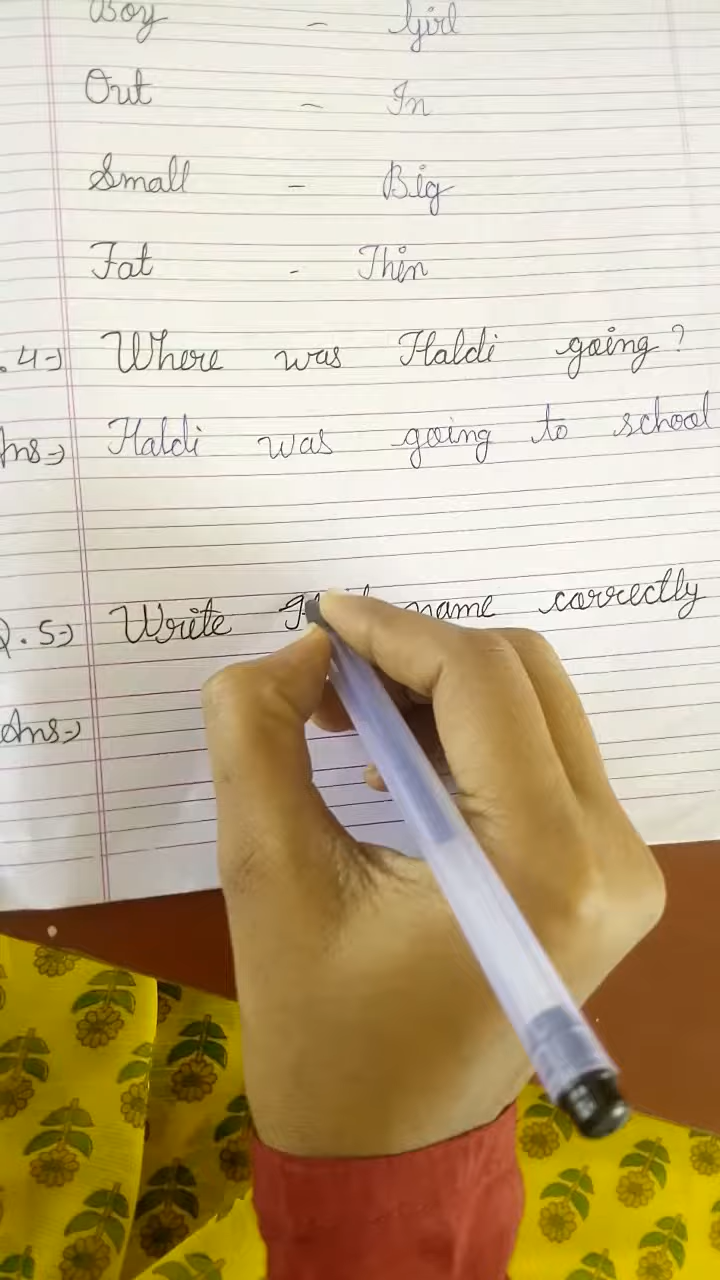 Boy - Girl
Out - In
Small - Big
Fat - Thin
.4→ Where was Haldi going?
Ans→ Haldi was going to school
Q.5→ Write name correctly
Ans→